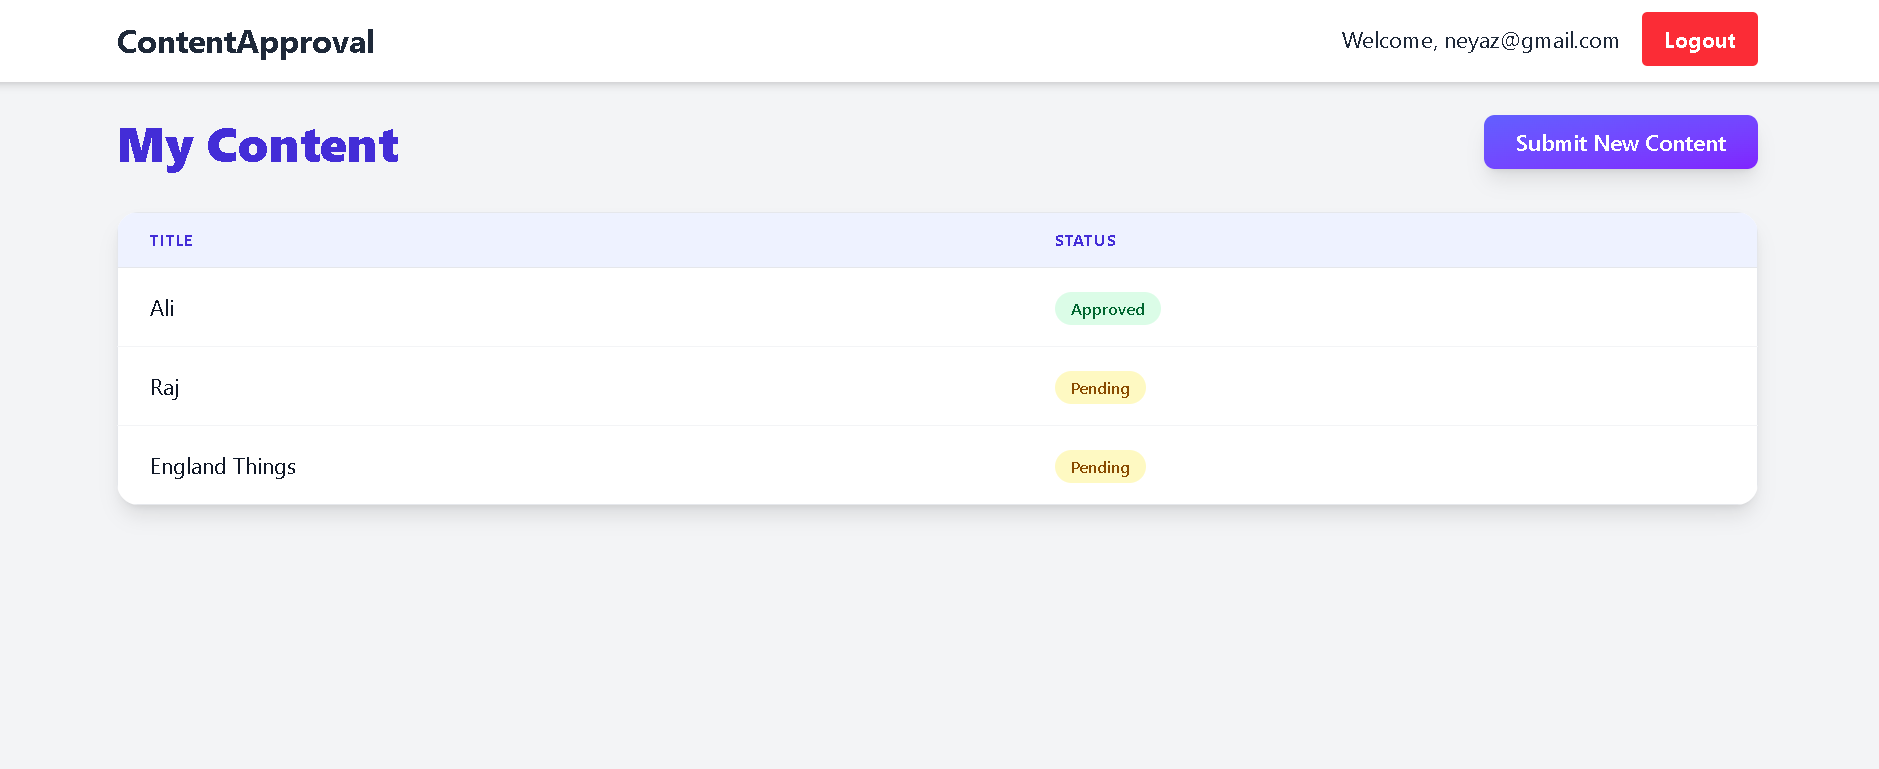 ContentApproval
Welcome, neyaz@gmail.com
Logout
My Content
Submit New Content
TITLE
STATUS
Ali
Approved
Raj
Pending
England Things
Pending